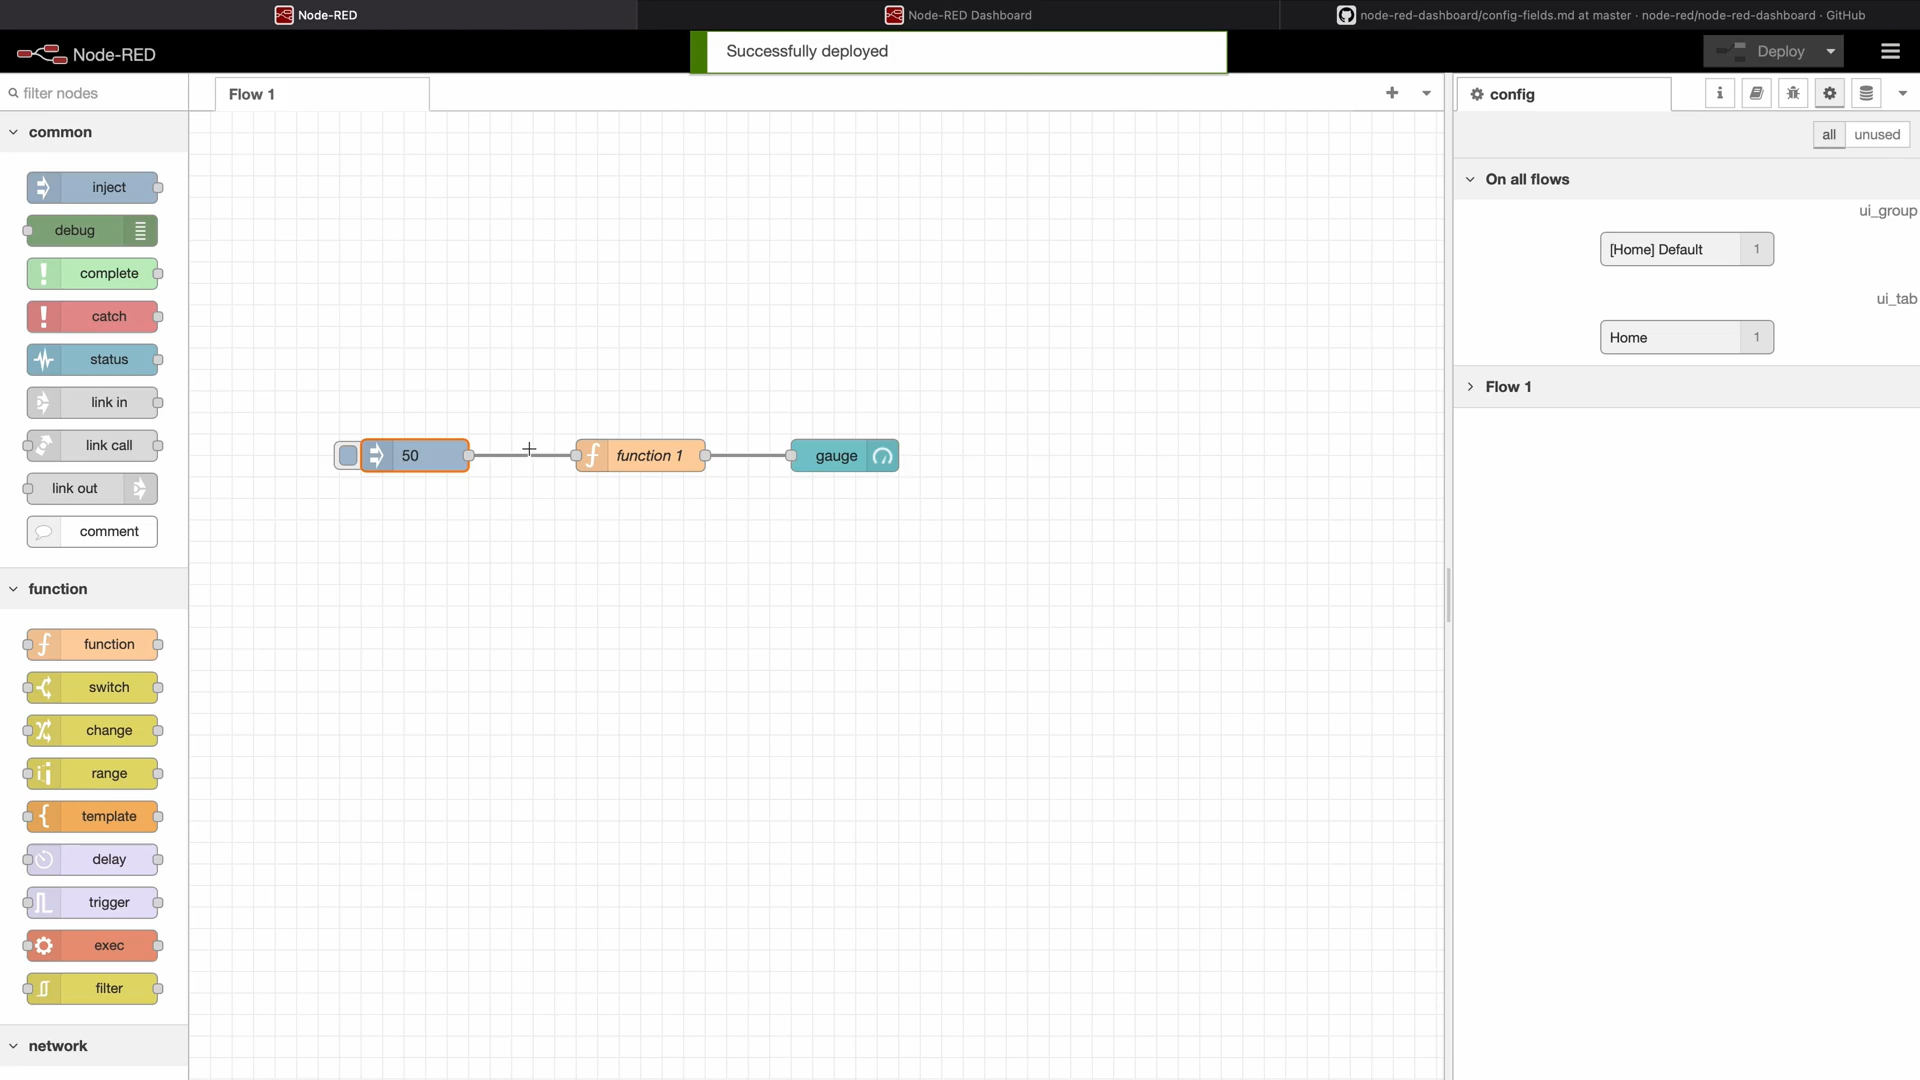 Node-RED
Node-RED Dashboard
node-red-dashboard/config-fields.md at master · node-red/node-red-dashboard · GitHub
Node-RED
Successfully deployed
Deploy
filter nodes
Flow 1
config
all
unused
common
inject
debug
complete
catch
status
link in
link call
link out
comment
function
function
switch
change
range
template
delay
trigger
exec
filter
network
50
function 1
gauge
On all flows
ui_group
[Home] Default
1
ui_tab
Home
1
Flow 1